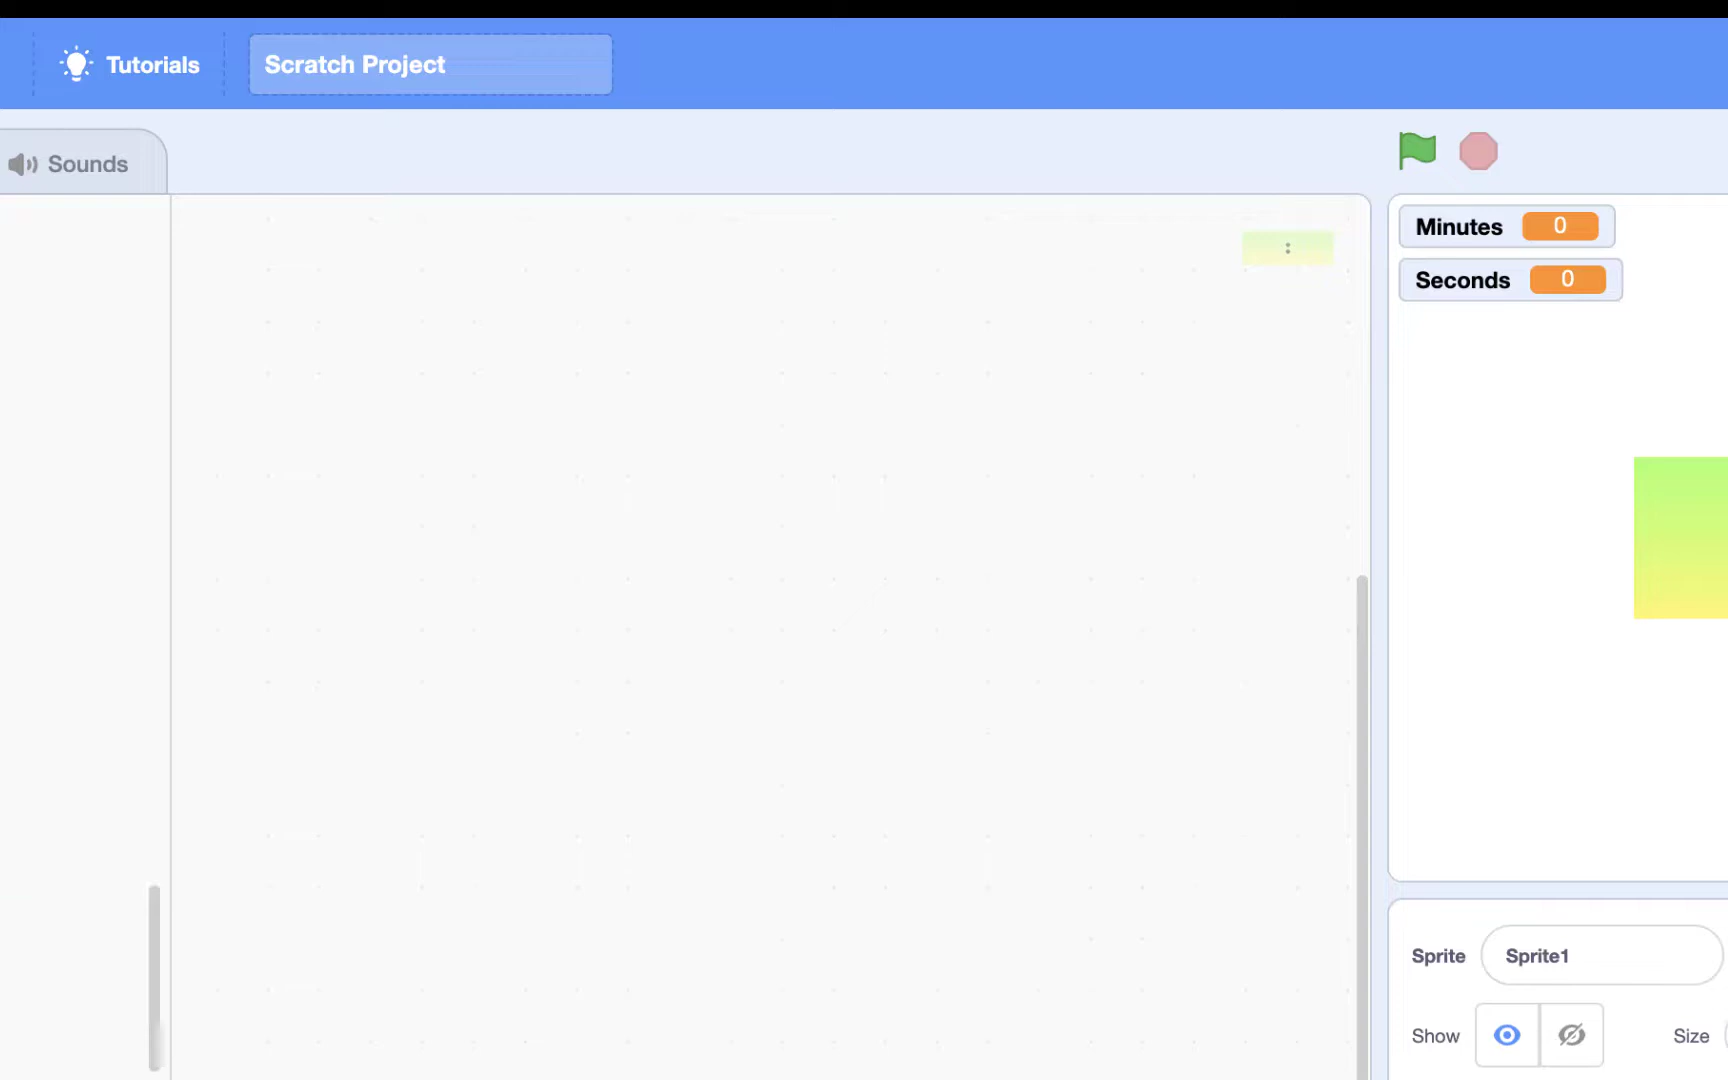 Tutorials
Scratch Project
Sounds
:
Minutes 0
Seconds 0
Sprite Sprite1
Show Size